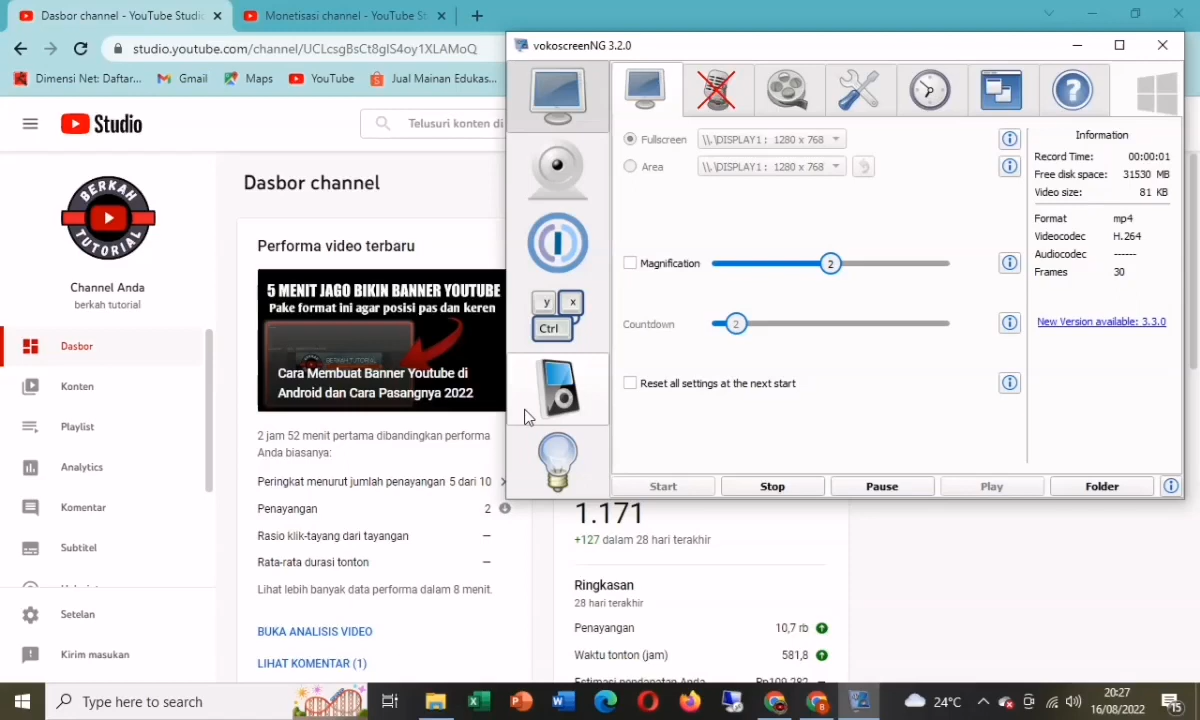 Dasbor channel - YouTube Studi
Monetisasi channel - YouTube St
studio.youtube.com/channel/UCLcsgBsCt8gIS4oy1XLAMoQ
Dimensi Net: Daftar...
Gmail
Maps
YouTube
Jual Mainan Edukas...
Studio
Telusuri konten di
BERKAH
TUTORIAL
Channel Anda
berkah tutorial
Dasbor
Konten
Playlist
Analytics
Komentar
Subtitel
Setelan
Kirim masukan
Dasbor channel
Performa video terbaru
5 MENIT JAGO BIKIN BANNER YOUTUBE
Pake format ini agar posisi pas dan keren
Cara Membuat Banner Youtube di
Android dan Cara Pasangnya 2022
2 jam 52 menit pertama dibandingkan performa
Anda biasanya:
Peringkat menurut jumlah penayangan 5 dari 10
Penayangan 2
Rasio klik-tayang dari tayangan –
Rata-rata durasi tonton –
Lihat lebih banyak data performa dalam 8 menit.
BUKA ANALISIS VIDEO
LIHAT KOMENTAR (1)
1.171
+127 dalam 28 hari terakhir
Ringkasan
28 hari terakhir
Penayangan 10,7 rb
Waktu tonton (jam) 581,8
Estimasi pendapatan Anda Rp109.282
vokoscreenNG 3.2.0
y x
Ctrl
Fullscreen \\.\DISPLAY1 : 1280 x 768
Area \\.\DISPLAY1 : 1280 x 768
Magnification 2
Countdown 2
Reset all settings at the next start
Information
Record Time: 00:00:01
Free disk space: 31530 MB
Video size: 81 KB
Format mp4
Videocodec H.264
Audiocodec ------
Frames 30
New Version available: 3.3.0
Start Stop Pause Play Folder
Type here to search
24°C
20:27
16/08/2022
15